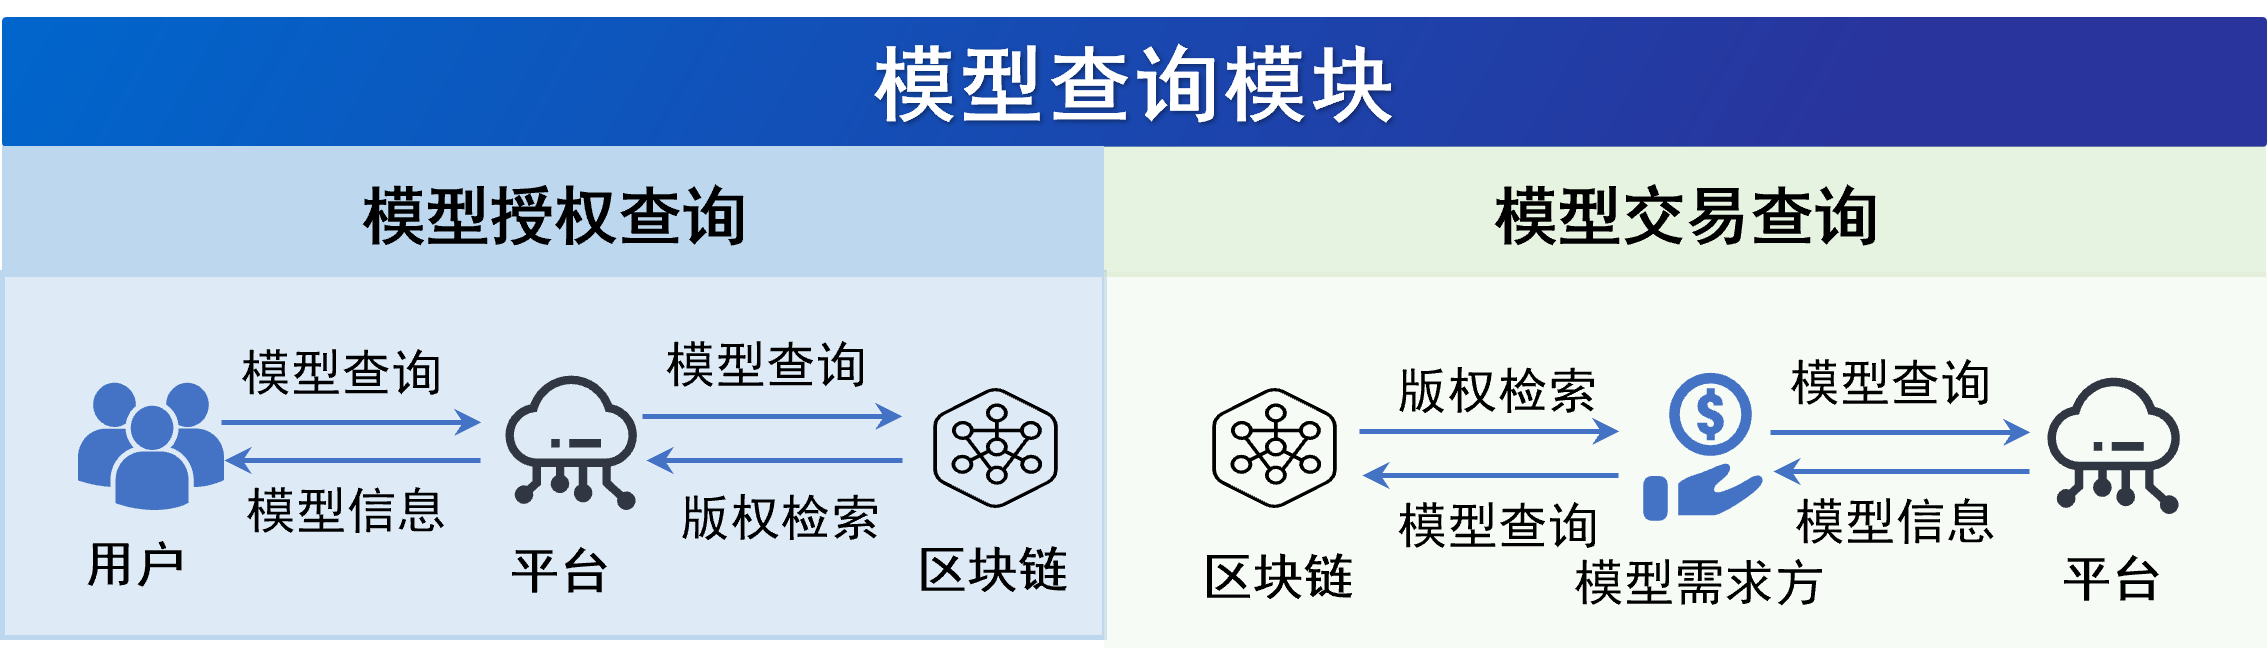 模型查询模块
模型授权查询
模型查询
模型查询
模型信息
版权检索
用户
平台
区块链
模型交易查询
版权检索
模型查询
模型查询
模型信息
区块链
模型需求方
平台